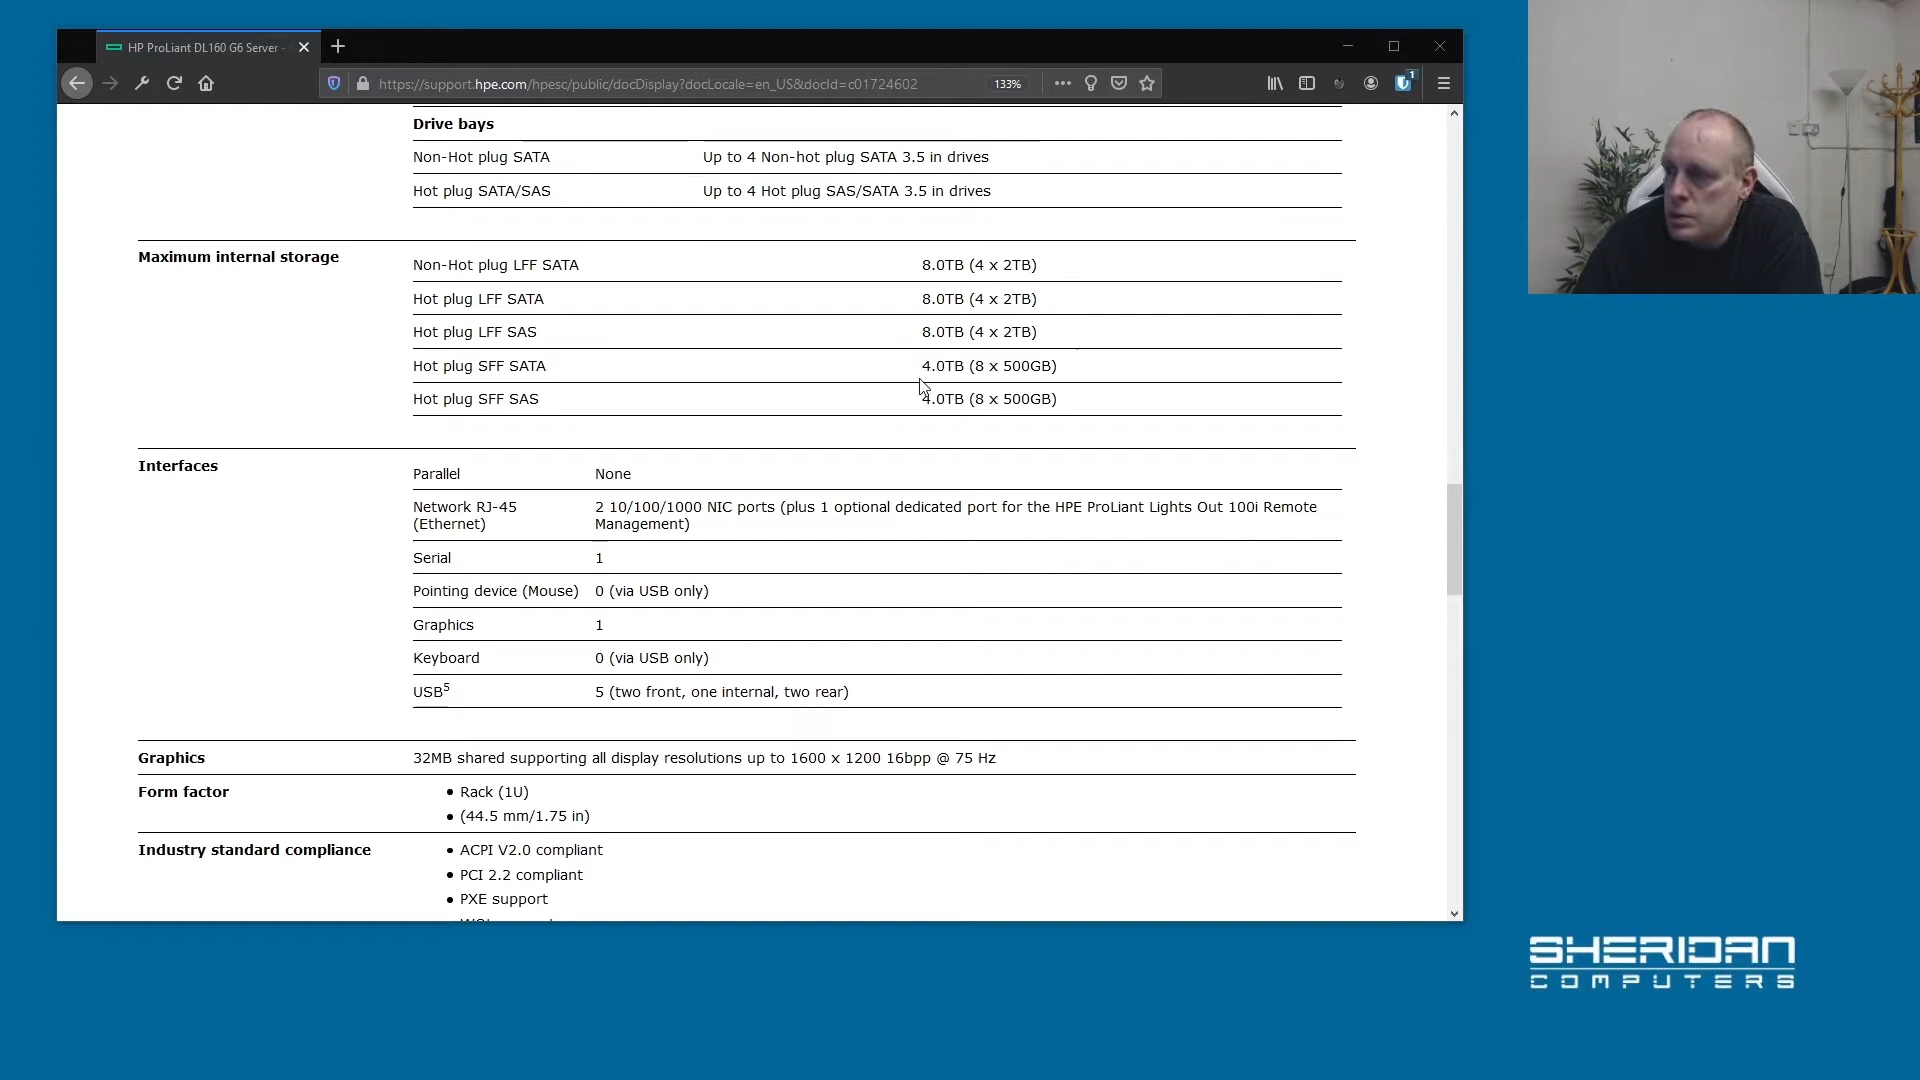 HP ProLiant DL160 G6 Server -
https://support.hpe.com/hpesc/public/docDisplay?docLocale=en_US&docId=c01724602
133%
1
Drive bays
Non-Hot plug SATA Up to 4 Non-hot plug SATA 3.5 in drives
Hot plug SATA/SAS Up to 4 Hot plug SAS/SATA 3.5 in drives
Maximum internal storage
Non-Hot plug LFF SATA 8.0TB (4 x 2TB)
Hot plug LFF SATA 8.0TB (4 x 2TB)
Hot plug LFF SAS 8.0TB (4 x 2TB)
Hot plug SFF SATA 4.0TB (8 x 500GB)
Hot plug SFF SAS 4.0TB (8 x 500GB)
Interfaces
Parallel None
Network RJ-45 (Ethernet) 2 10/100/1000 NIC ports (plus 1 optional dedicated port for the HPE ProLiant Lights Out 100i Remote
Management)
Serial 1
Pointing device (Mouse) 0 (via USB only)
Graphics 1
Keyboard 0 (via USB only)
USB5 5 (two front, one internal, two rear)
Graphics 32MB shared supporting all display resolutions up to 1600 x 1200 16bpp @ 75 Hz
Form factor
• Rack (1U)
• (44.5 mm/1.75 in)
Industry standard compliance
• ACPI V2.0 compliant
• PCI 2.2 compliant
• PXE support
SHERIDAN
COMPUTERS